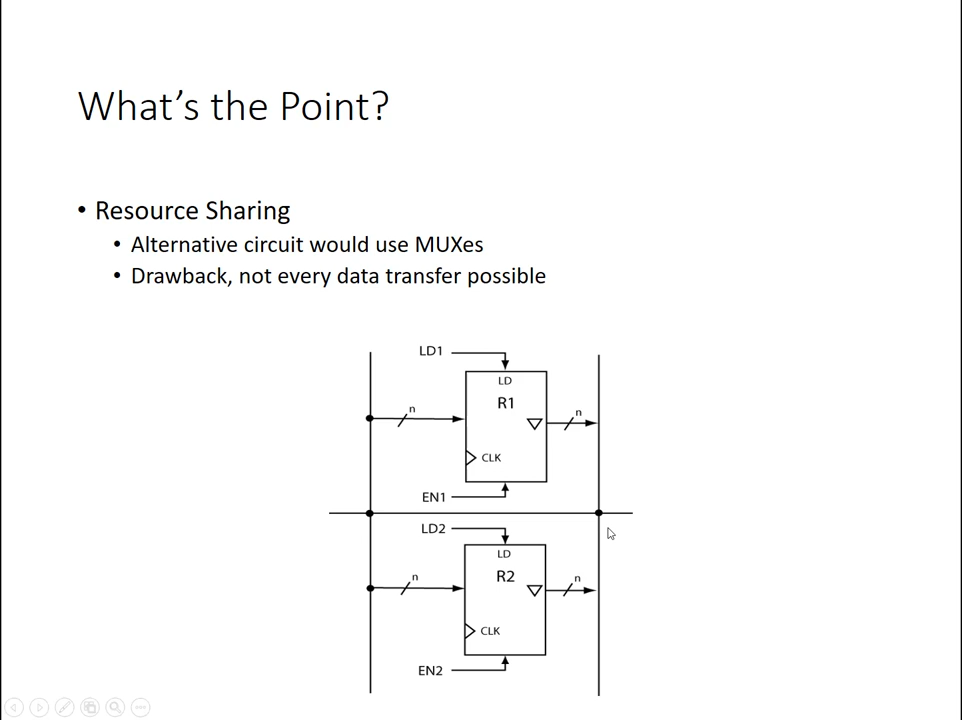 What's the Point?
• Resource Sharing
• Alternative circuit would use MUXes
• Drawback, not every data transfer possible
LD1
LD
n
R1
n
CLK
EN1
LD2
LD
n
R2
n
CLK
EN2